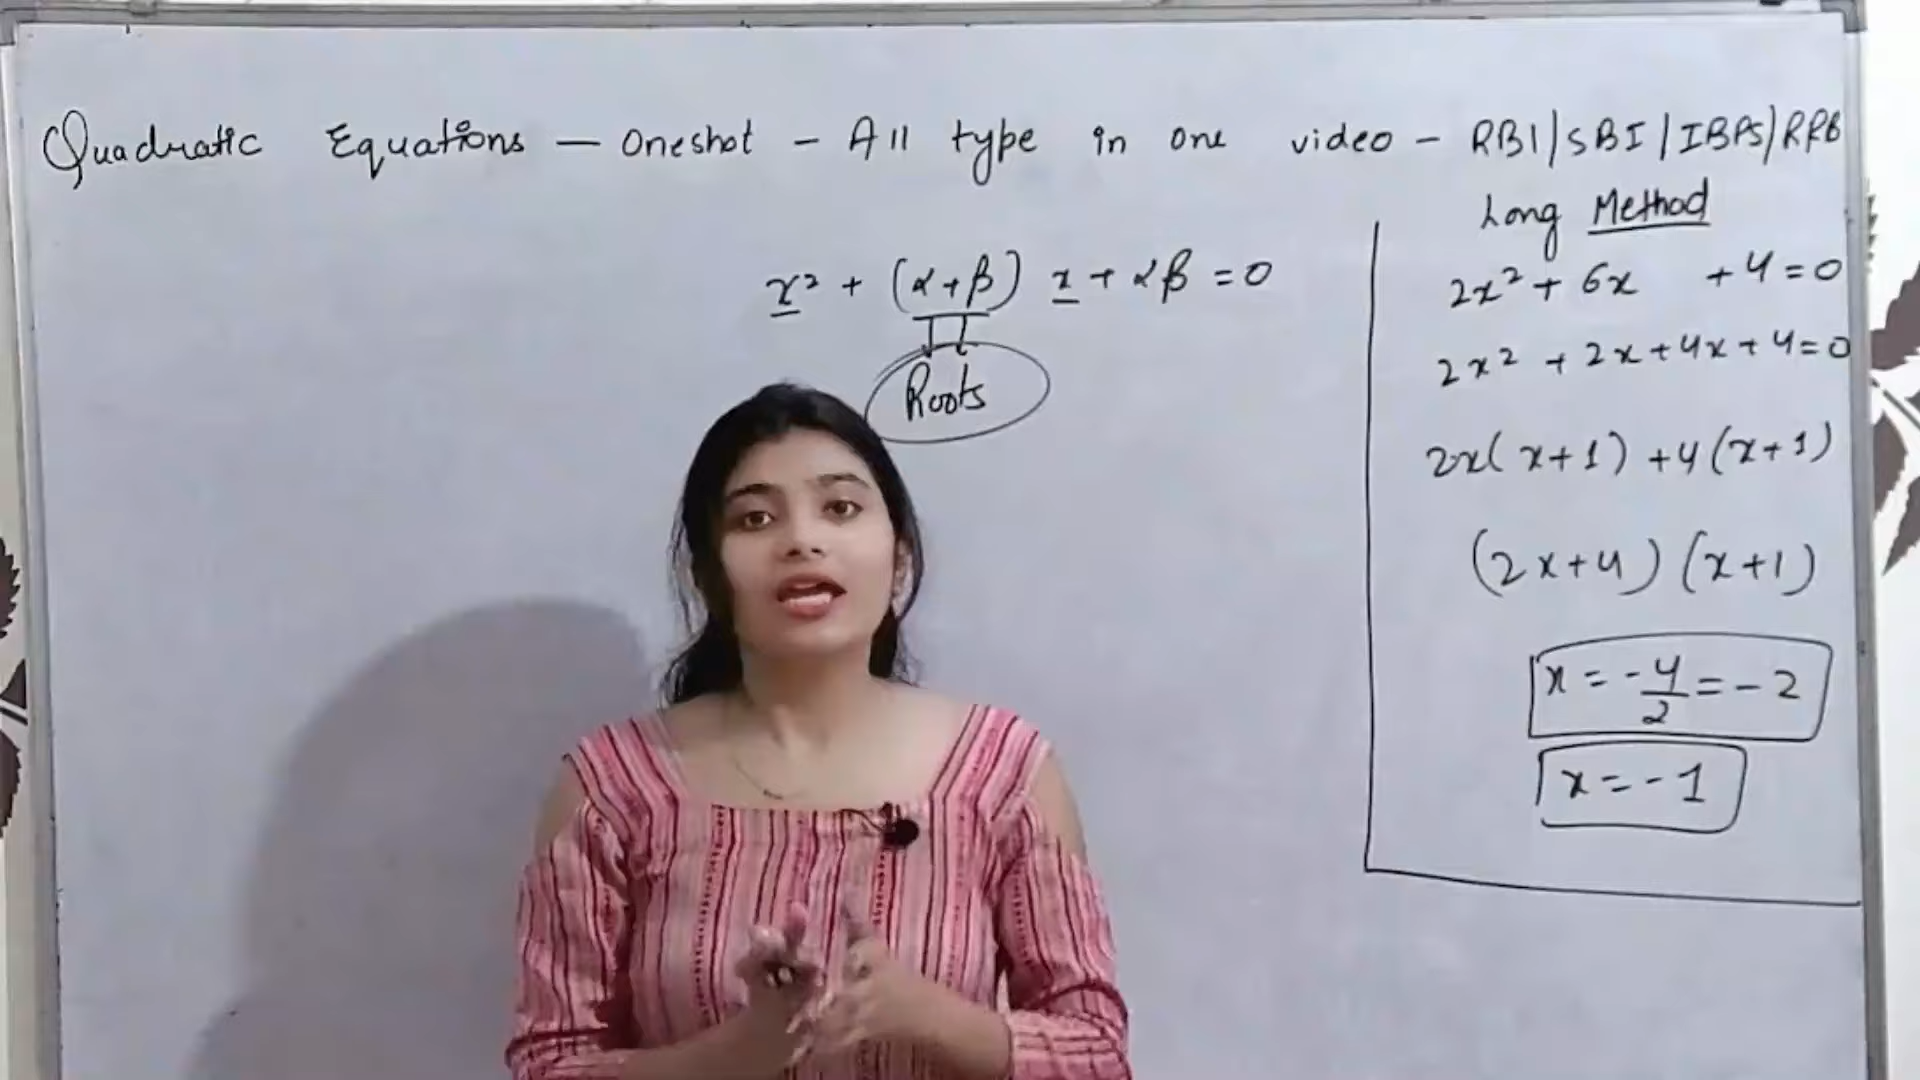 Quadratic Equations — Oneshot – All type in one video – RBI/SBI/IBPS/RRB
x² + (α+β) x + αβ = 0
Roots
Long Method
2x² + 6x + 4 = 0
2x² + 2x + 4x + 4 = 0
2x(x+1) + 4(x+1)
(2x+4) (x+1)
x = -4/2 = -2
x = -1